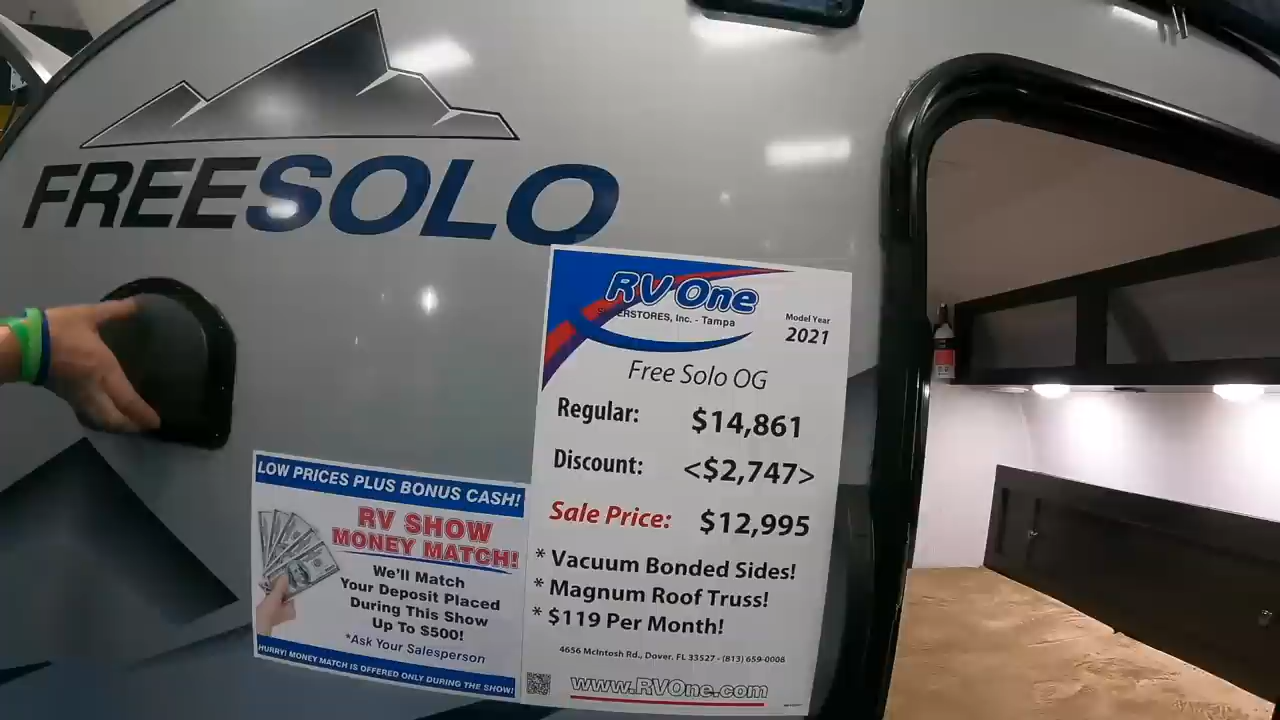 FREESOLO
RV One
ERSTORES, Inc. - Tampa
Model Year
2021
Free Solo OG
Regular: $14,861
Discount: <$2,747>
Sale Price: $12,995
* Vacuum Bonded Sides!
* Magnum Roof Truss!
* $119 Per Month!
4656 McIntosh Rd., Dover, FL 33527 - (813) 659-0006
www.RVOne.com
LOW PRICES PLUS BONUS CASH!
RV SHOW
MONEY MATCH!
We'll Match
Your Deposit Placed
During This Show
Up To $500!
*Ask Your Salesperson
HURRY! MONEY MATCH IS OFFERED ONLY DURING THE SHOW!